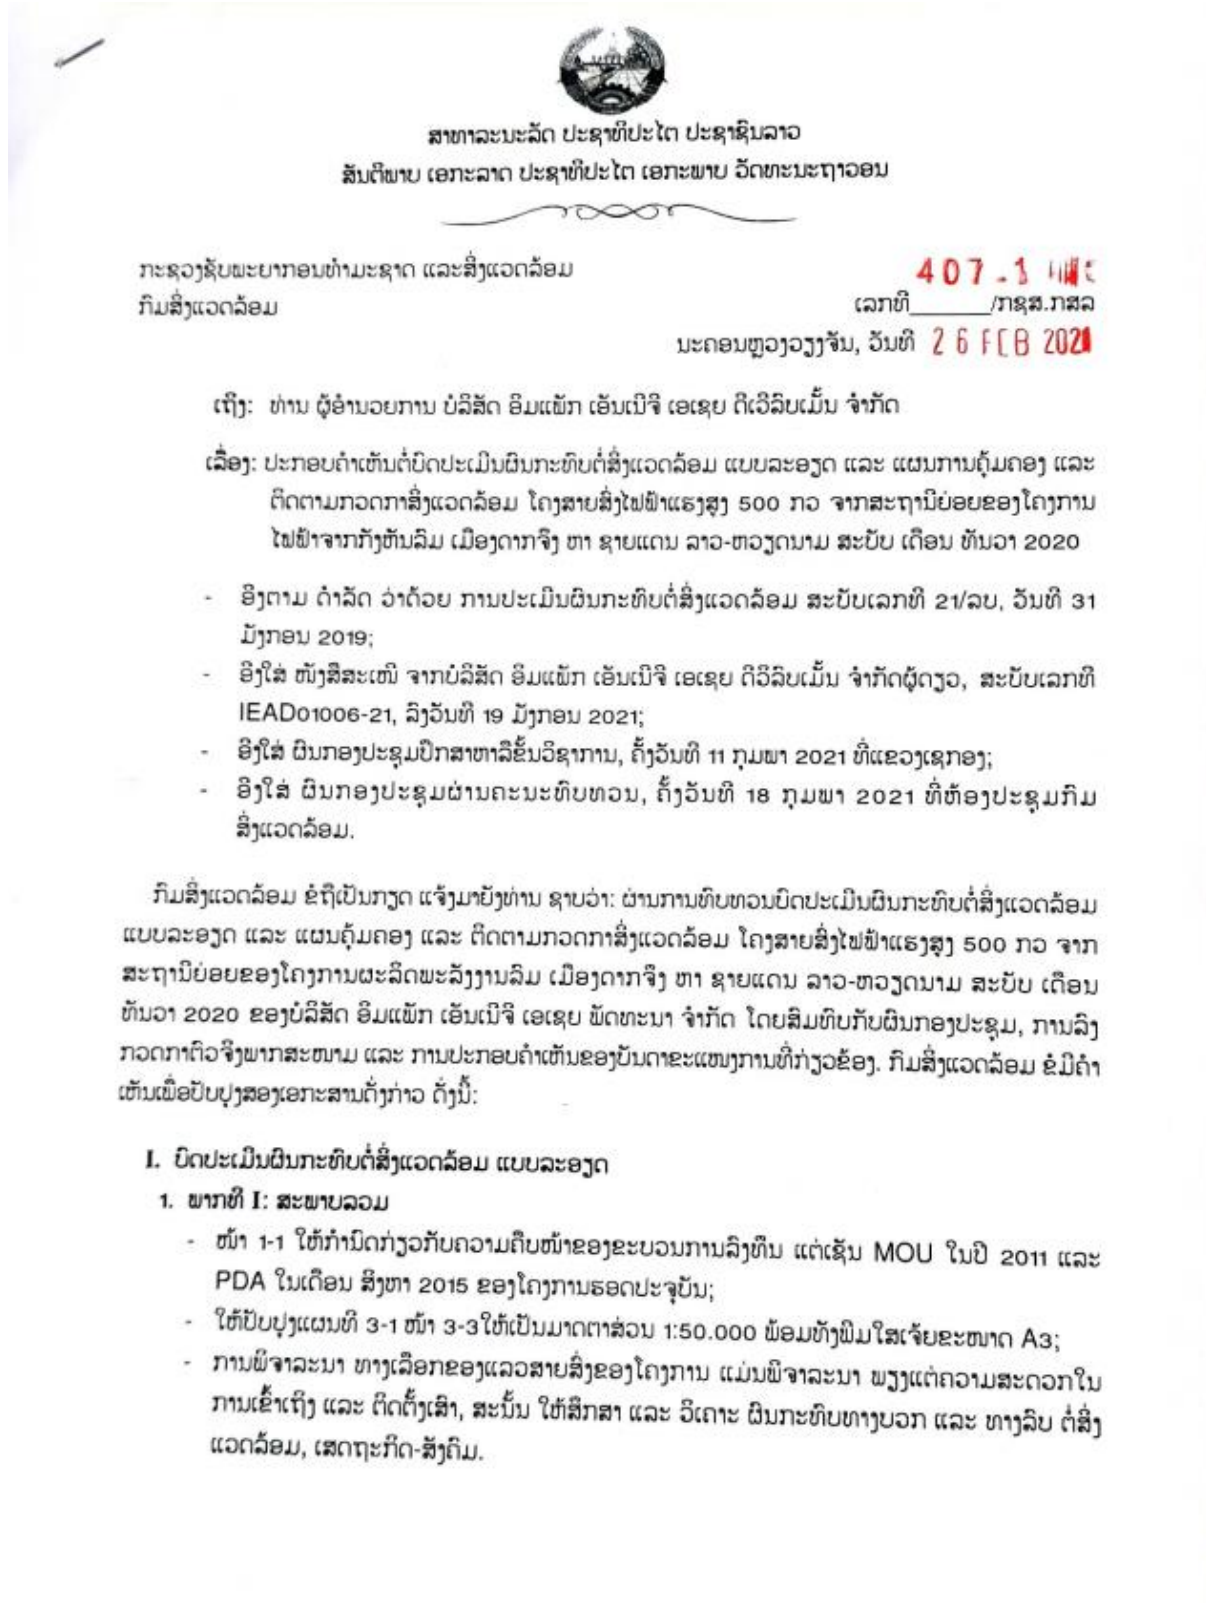 ສາທາລະນະລັດ ປະຊາທິປະໄຕ ປະຊາຊົນລາວ
ສັນຕິພາບ ເອກະລາດ ປະຊາທິປະໄຕ ເອກະພາບ ວັດທະນະຖາວອນ
ກະຊວງຊັບພະຍາກອນທຳມະຊາດ ແລະສິ່ງແວດລ້ອມ
407-1
ກົມສິ່ງແວດລ້ອມ
ເລກທີ______/ກຊສ.ກສລ
ນະຄອນຫຼວງວຽງຈັນ, ວັນທີ 26 FEB 2021
ເຖິງ: ທ່ານ ຜູ້ອຳນວຍການ ບໍລິສັດ ອິມແພັກ ເອັນເນີຈີ ເອເຊຍ ດີເວີລົບເມັ້ນ ຈຳກັດ
ເລື່ອງ: ປະກອບຄຳເຫັນຕໍ່ບົດປະເມີນຜົນກະທົບຕໍ່ສິ່ງແວດລ້ອມ ແບບລະອຽດ ແລະ ແຜນການຄຸ້ມຄອງ ແລະ
ຕິດຕາມກວດກາສິ່ງແວດລ້ອມ ໂຄງສາຍສົ່ງໄຟຟ້າແຮງສູງ 500 ກວ ຈາກສະຖານີຍ່ອຍຂອງໂຄງການ
ໄຟຟ້າຈາກກັງຫັນລົມ ເມືອງດາກຈຶງ ຫາ ຊາຍແດນ ລາວ-ຫວຽດນາມ ສະບັບ ເດືອນ ທັນວາ 2020
- ອີງຕາມ ດຳລັດ ວ່າດ້ວຍ ການປະເມີນຜົນກະທົບຕໍ່ສິ່ງແວດລ້ອມ ສະບັບເລກທີ 21/ລບ, ວັນທີ 31
ມັງກອນ 2019;
- ອີງໃສ່ ໜັງສືສະເໜີ ຈາກບໍລິສັດ ອິມແພັກ ເອັນເນີຈີ ເອເຊຍ ດີວີລົບເມັ້ນ ຈຳກັດຜູ້ດຽວ, ສະບັບເລກທີ
IEAD01006-21, ລົງວັນທີ 19 ມັງກອນ 2021;
- ອີງໃສ່ ຜົນກອງປະຊຸມປຶກສາຫາລືຂັ້ນວິຊາການ, ຄັ້ງວັນທີ 11 ກຸມພາ 2021 ທີ່ແຂວງເຊກອງ;
- ອີງໃສ່ ຜົນກອງປະຊຸມຜ່ານຄະນະທົບທວນ, ຄັ້ງວັນທີ 18 ກຸມພາ 2021 ທີ່ຫ້ອງປະຊຸມກົມ
ສິ່ງແວດລ້ອມ.
ກົມສິ່ງແວດລ້ອມ ຂໍຖືເປັນກຽດ ແຈ້ງມາຍັງທ່ານ ຊາບວ່າ: ຜ່ານການທົບທວນບົດປະເມີນຜົນກະທົບຕໍ່ສິ່ງແວດລ້ອມ
ແບບລະອຽດ ແລະ ແຜນຄຸ້ມຄອງ ແລະ ຕິດຕາມກວດກາສິ່ງແວດລ້ອມ ໂຄງສາຍສົ່ງໄຟຟ້າແຮງສູງ 500 ກວ ຈາກ
ສະຖານີຍ່ອຍຂອງໂຄງການຜະລິດພະລັງງານລົມ ເມືອງດາກຈຶງ ຫາ ຊາຍແດນ ລາວ-ຫວຽດນາມ ສະບັບ ເດືອນ
ທັນວາ 2020 ຂອງບໍລິສັດ ອິມແພັກ ເອັນເນີຈີ ເອເຊຍ ພັດທະນາ ຈຳກັດ ໂດຍສົມທົບກັບຜົນກອງປະຊຸມ, ການລົງ
ກວດກາຕົວຈິງພາກສະໜາມ ແລະ ການປະກອບຄຳເຫັນຂອງບັນດາຂະແໜງການທີ່ກ່ຽວຂ້ອງ. ກົມສິ່ງແວດລ້ອມ ຂໍມີຄຳ
ເຫັນເພື່ອປັບປຸງສອງເອກະສານດັ່ງກ່າວ ດັ່ງນີ້:
I. ບົດປະເມີນຜົນກະທົບຕໍ່ສິ່ງແວດລ້ອມ ແບບລະອຽດ
1. ພາກທີ I: ສະພາບລວມ
- ໜ້າ 1-1 ໃຫ້ກຳນົດກ່ຽວກັບຄວາມຄືບໜ້າຂອງຂະບວນການລົງທຶນ ແຕ່ເຊັນ MOU ໃນປີ 2011 ແລະ
PDA ໃນເດືອນ ສິງຫາ 2015 ຂອງໂຄງການຮອດປະຈຸບັນ;
- ໃຫ້ປັບປຸງແຜນທີ 3-1 ໜ້າ 3-3ໃຫ້ເປັນມາດຕາສ່ວນ 1:50.000 ພ້ອມທັງພິມໃສເຈ້ຍຂະໜາດ A3;
- ການພິຈາລະນາ ທາງເລືອກຂອງແລວສາຍສົ່ງຂອງໂຄງການ ແມ່ນພິຈາລະນາ ພຽງແຕ່ຄວາມສະດວກໃນ
ການເຂົ້າເຖິງ ແລະ ຕິດຕັ້ງເສົາ, ສະນັ້ນ ໃຫ້ສຶກສາ ແລະ ວິເຄາະ ຜົນກະທົບທາງບວກ ແລະ ທາງລົບ ຕໍ່ສິ່ງ
ແວດລ້ອມ, ເສດຖະກິດ-ສັງຄົມ.